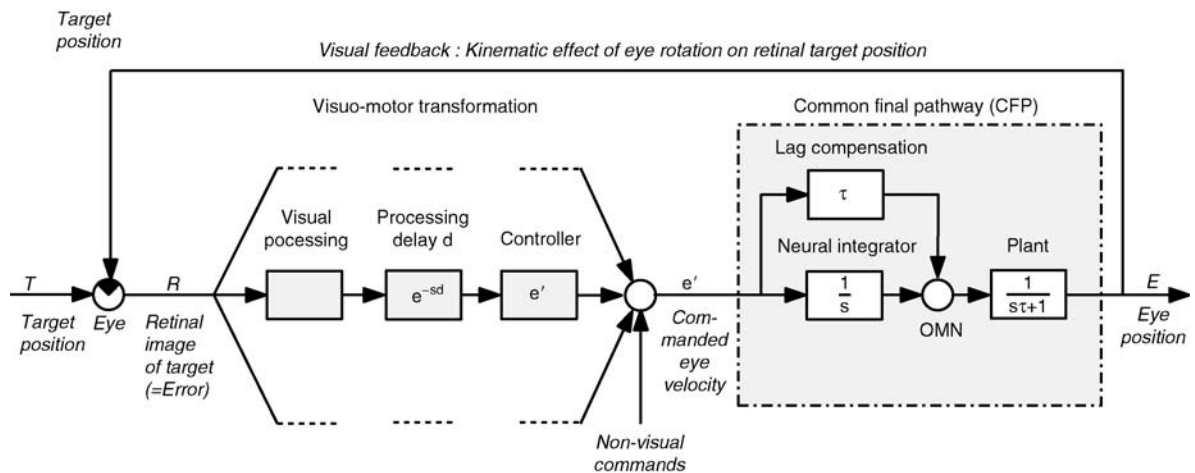 Target
position
Visual feedback : Kinematic effect of eye rotation on retinal target position
Visuo-motor transformation
Common final pathway (CFP)
Lag compensation
τ
Visual
pocessing
Processing
delay d
Controller
Neural integrator
Plant
T
R
e⁻ˢᵈ
e′
e′
1
s
1
sτ+1
E
Target
position
Eye
Retinal
image
of target
(=Error)
Com-
manded
eye
velocity
OMN
Eye
position
Non-visual
commands